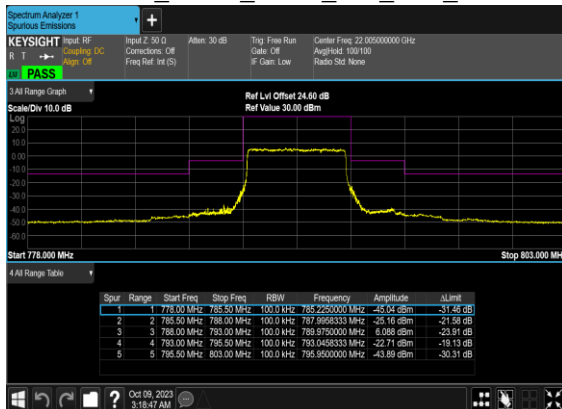 Spectrum Analyzer 1
Spurious Emissions
KEYSIGHT Input: RF Input Z: 50 Ω Atten: 30 dB Trig: Free Run Center Freq: 22.005000000 GHz
R T Coupling: DC Corrections: Off Gate: Off Avg|Hold: 100/100
Align: Off Freq Ref: Int (S) IF Gain: Low Radio Std: None
PASS
3 All Range Graph
Ref Lvl Offset 24.60 dB
Scale/Div 10.0 dB Ref Value 30.00 dBm
Log
20.0
10.0
0.00
-10.0
-20.0
-30.0
-40.0
-50.0
-60.0
Start 778.000 MHz Stop 803.000 MH
4 All Range Table
Spur Range Start Freq Stop Freq RBW Frequency Amplitude ΔLimit
1 1 778.00 MHz 785.50 MHz 100.0 kHz 785.2250000 MHz -45.04 dBm -31.46 dB
2 2 785.50 MHz 788.00 MHz 100.0 kHz 787.9958333 MHz -25.16 dBm -21.58 dB
3 3 788.00 MHz 793.00 MHz 100.0 kHz 789.9750000 MHz 6.088 dBm -23.91 dB
4 4 793.00 MHz 795.50 MHz 100.0 kHz 793.0458333 MHz -22.71 dBm -19.13 dB
5 5 795.50 MHz 803.00 MHz 100.0 kHz 795.9500000 MHz -43.89 dBm -30.31 dB
Oct 09, 2023
3:18:47 AM